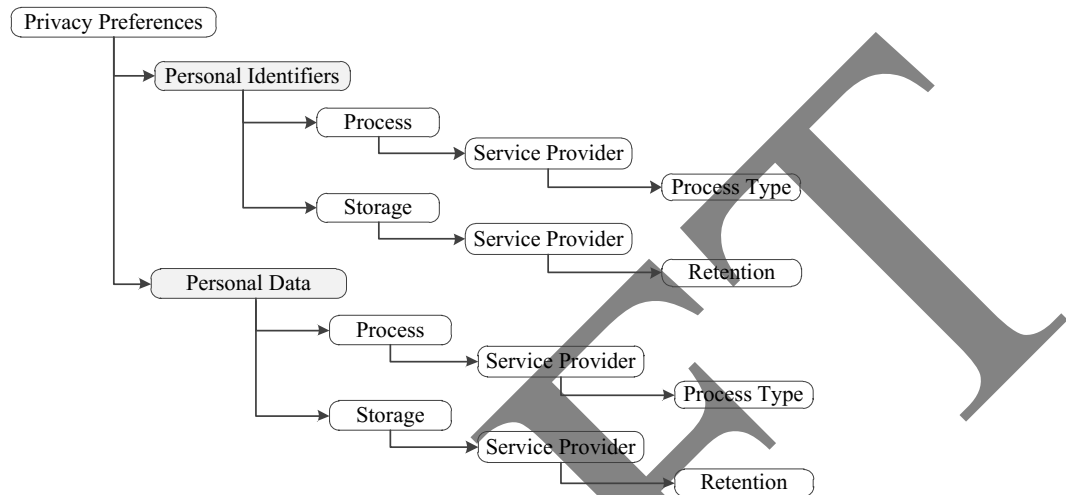 Privacy Preferences
Personal Identifiers
Process
Service Provider
Process Type
Storage
Service Provider
Retention
Personal Data
Process
Service Provider
Process Type
Storage
Service Provider
Retention